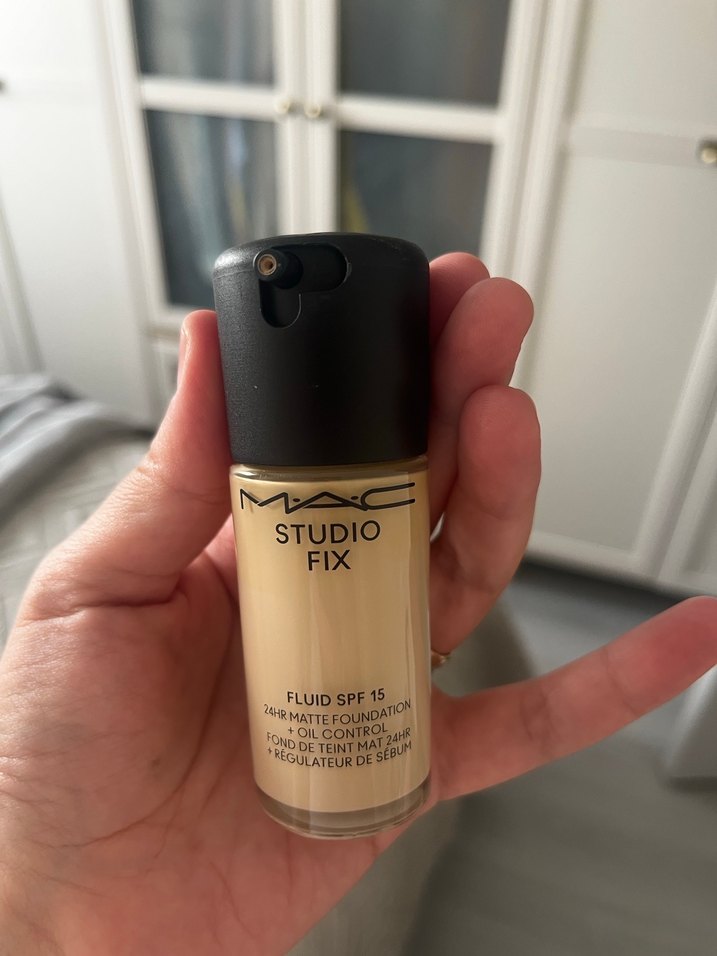 M·A·C
STUDIO
FIX
FLUID SPF 15
24HR MATTE FOUNDATION
+ OIL CONTROL
FOND DE TEINT MAT 24HR
+ RÉGULATEUR DE SÉBUM